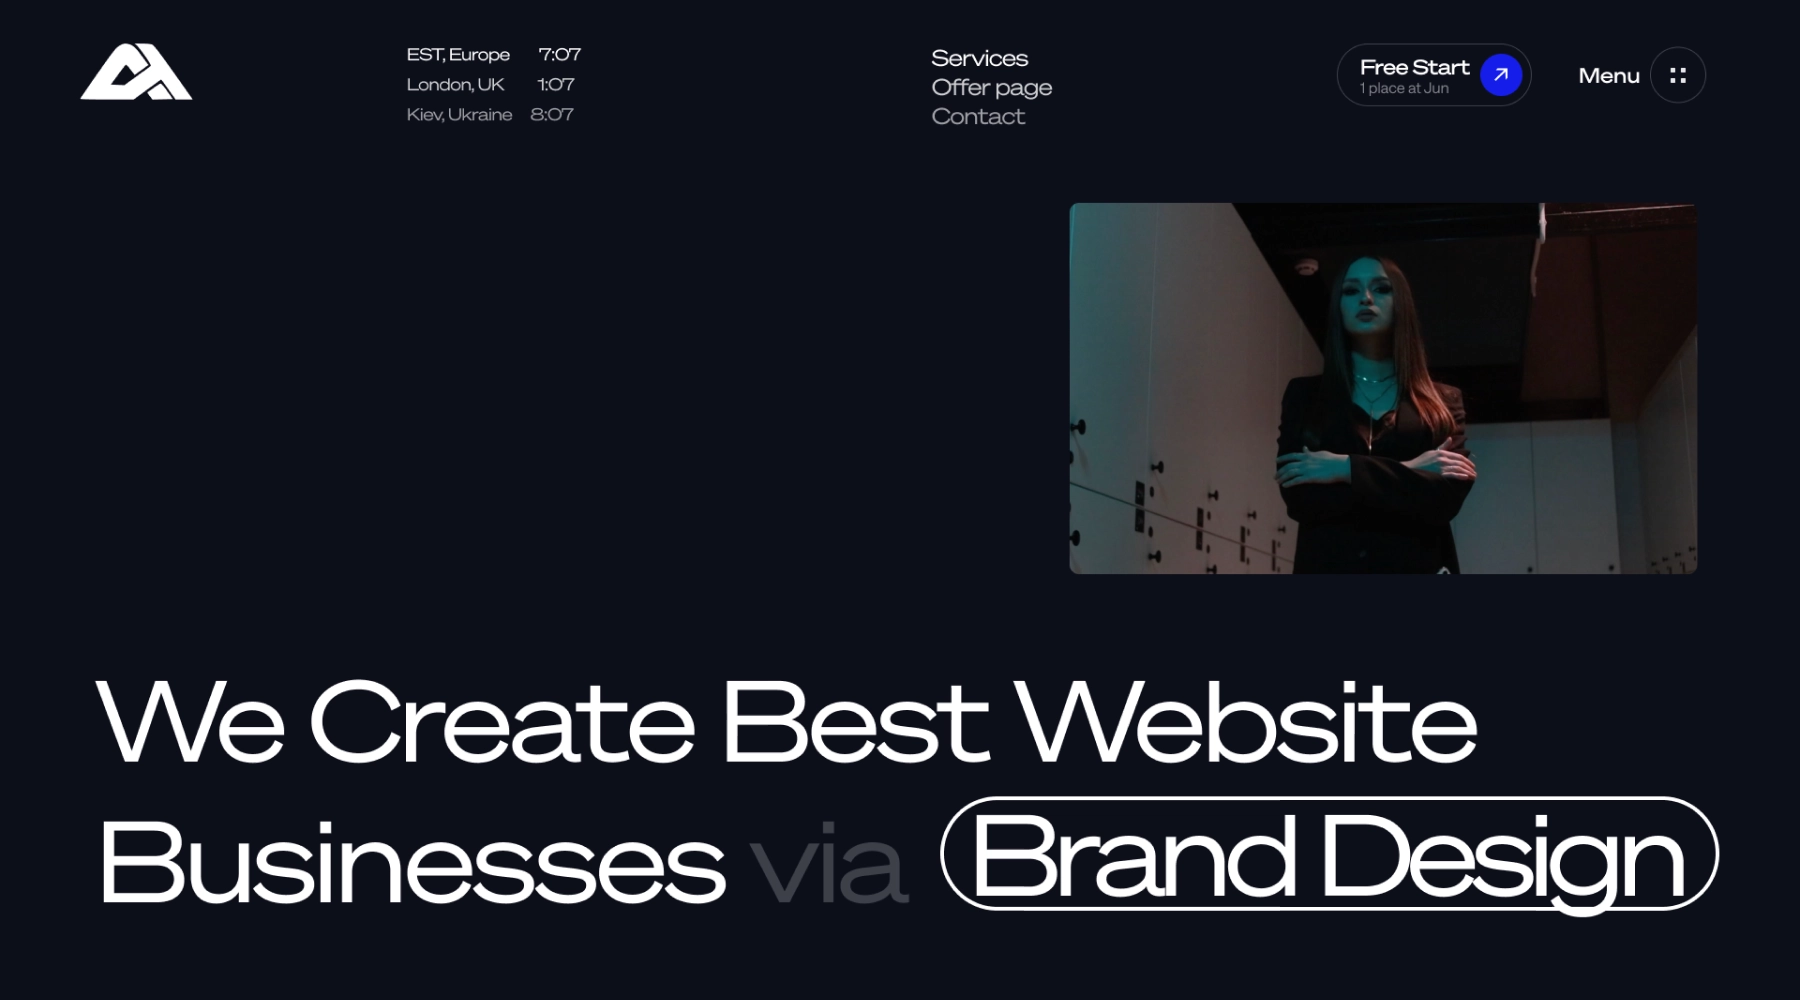 EST, Europe 7:07
London, UK 1:07
Kiev, Ukraine 8:07
Services
Offer page
Contact
Free Start
1 place at Jun
Menu
We Create Best Website
Businesses via Brand Design